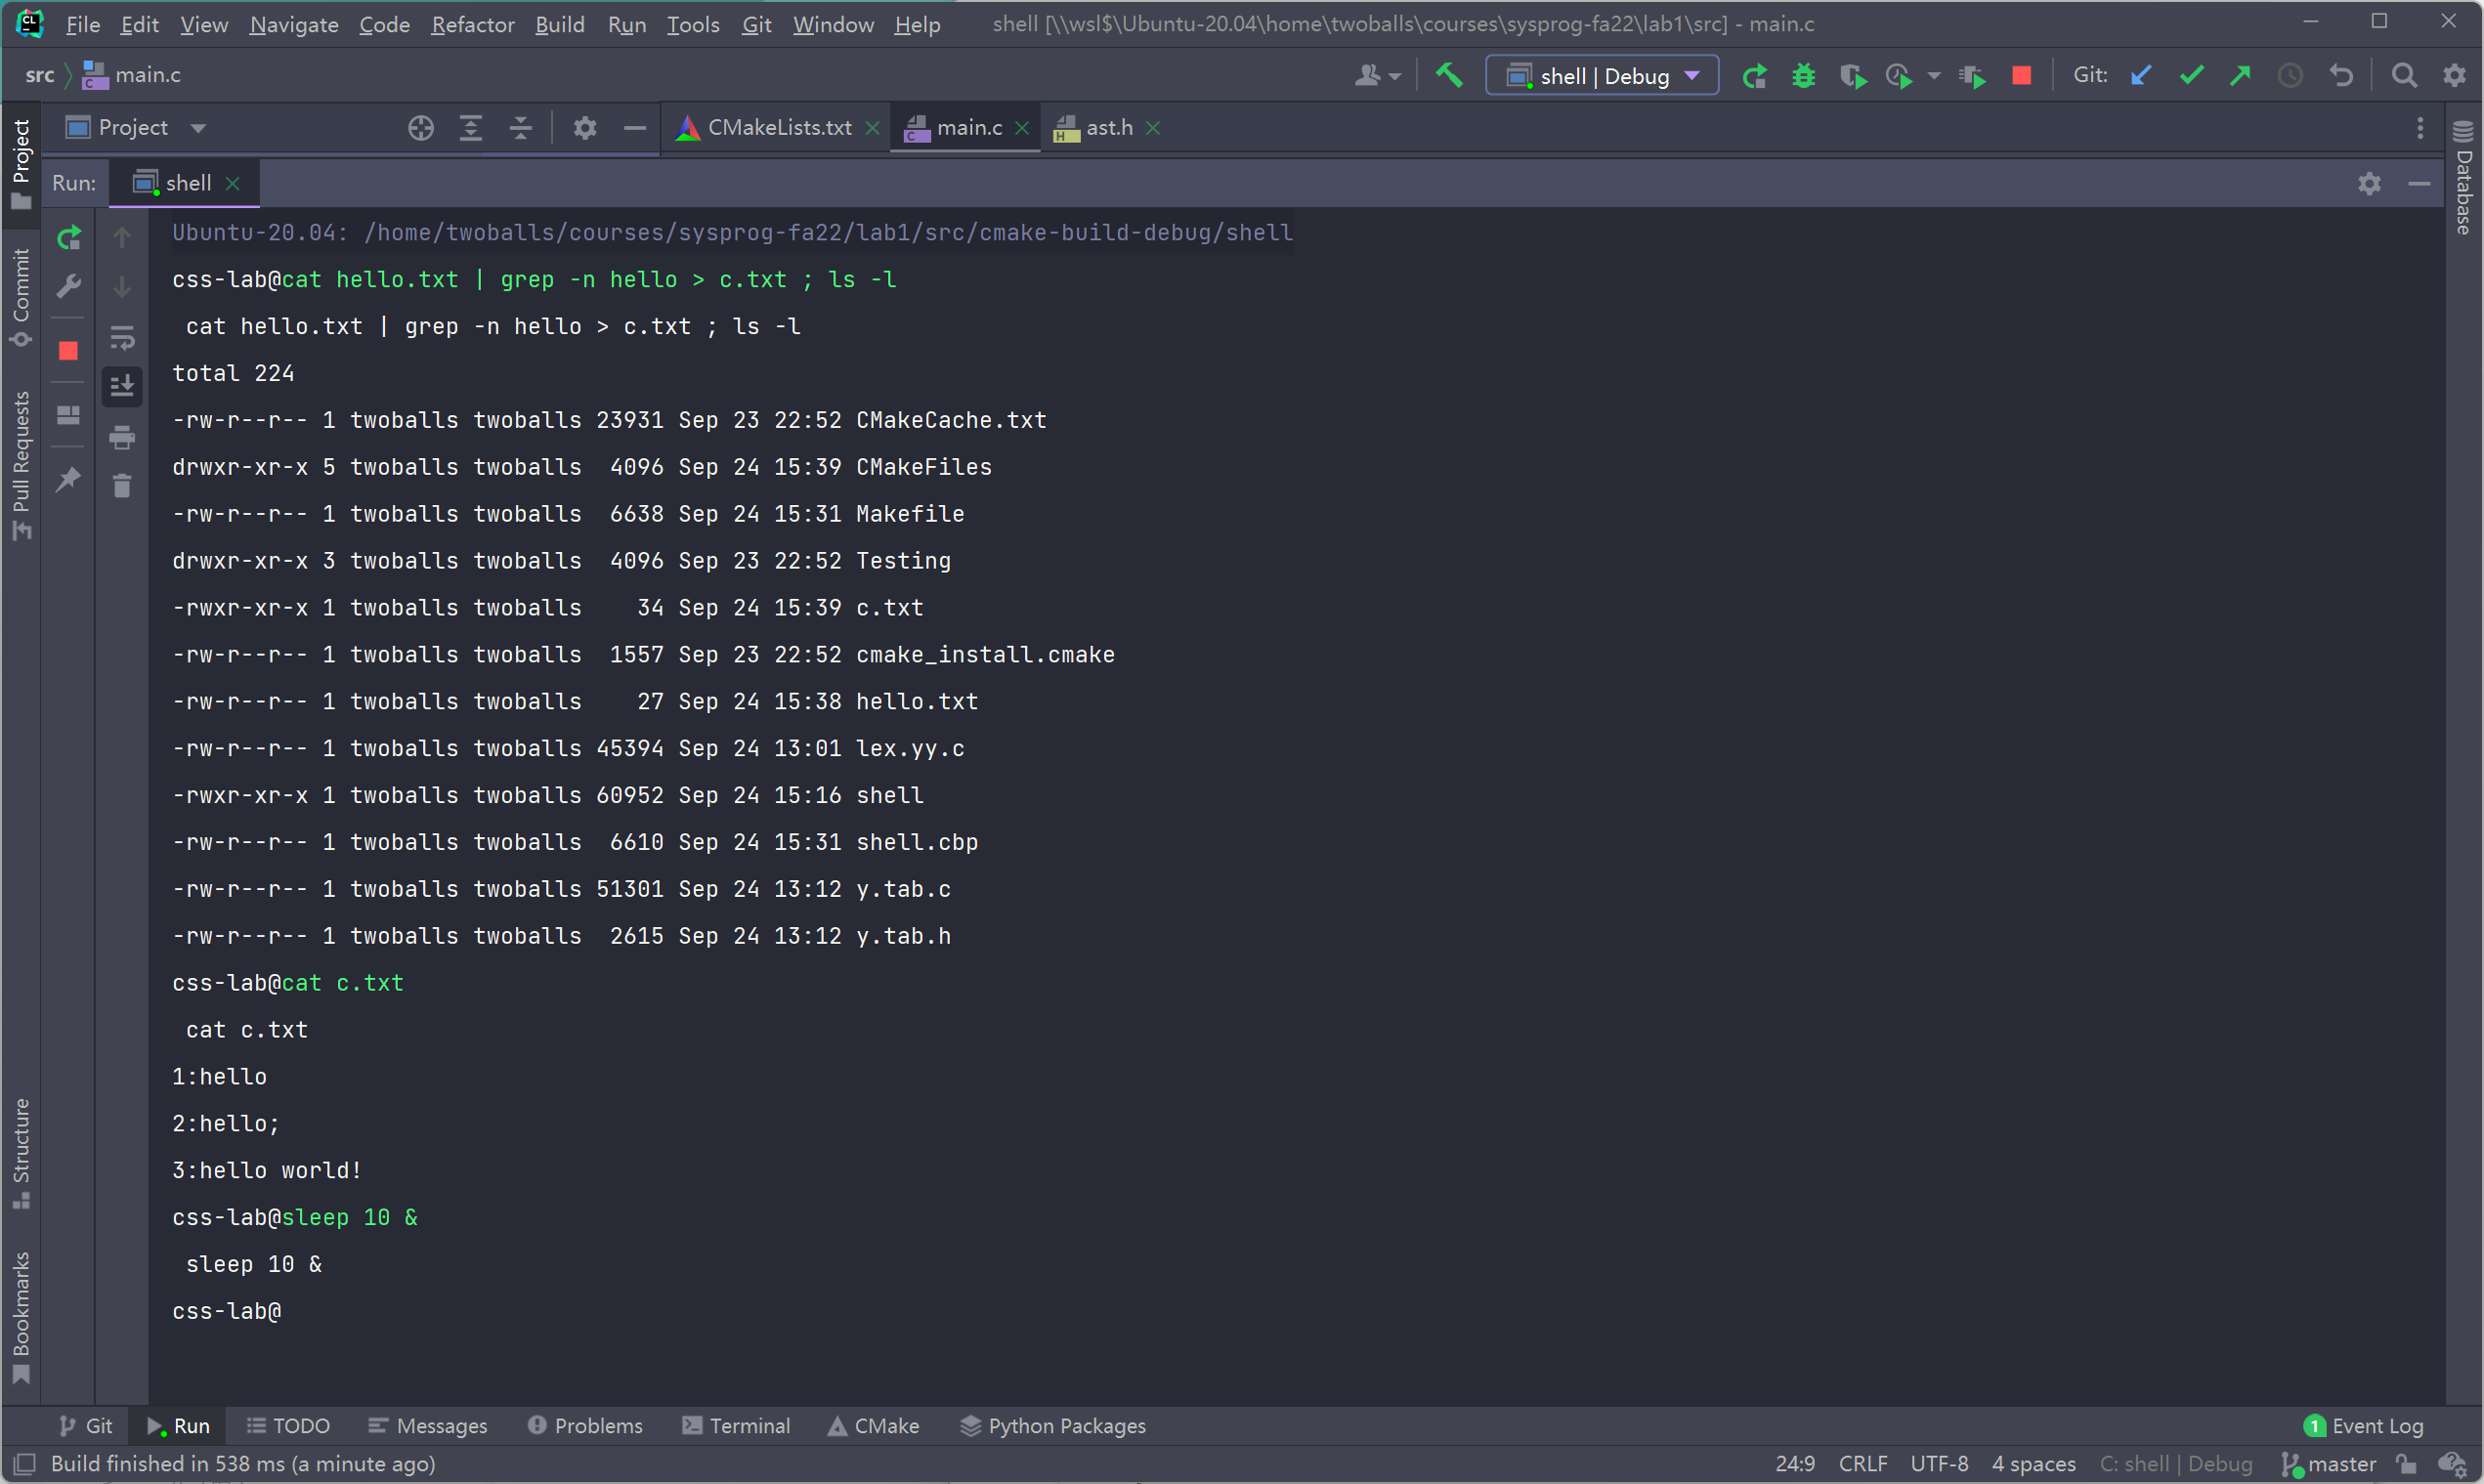 File Edit View Navigate Code Refactor Build Run Tools Git Window Help shell [\\wsl$\Ubuntu-20.04\home\twoballs\courses\sysprog-fa22\lab1\src] - main.c
src main.c shell | Debug Git:
Project CMakeLists.txt main.c ast.h
Run: shell
Project
Commit
Pull Requests
Structure
Bookmarks
Database
Ubuntu-20.04: /home/twoballs/courses/sysprog-fa22/lab1/src/cmake-build-debug/shell
css-lab@cat hello.txt | grep -n hello > c.txt ; ls -l
 cat hello.txt | grep -n hello > c.txt ; ls -l
total 224
-rw-r--r-- 1 twoballs twoballs 23931 Sep 23 22:52 CMakeCache.txt
drwxr-xr-x 5 twoballs twoballs  4096 Sep 24 15:39 CMakeFiles
-rw-r--r-- 1 twoballs twoballs  6638 Sep 24 15:31 Makefile
drwxr-xr-x 3 twoballs twoballs  4096 Sep 23 22:52 Testing
-rwxr-xr-x 1 twoballs twoballs    34 Sep 24 15:39 c.txt
-rw-r--r-- 1 twoballs twoballs  1557 Sep 23 22:52 cmake_install.cmake
-rw-r--r-- 1 twoballs twoballs    27 Sep 24 15:38 hello.txt
-rw-r--r-- 1 twoballs twoballs 45394 Sep 24 13:01 lex.yy.c
-rwxr-xr-x 1 twoballs twoballs 60952 Sep 24 15:16 shell
-rw-r--r-- 1 twoballs twoballs  6610 Sep 24 15:31 shell.cbp
-rw-r--r-- 1 twoballs twoballs 51301 Sep 24 13:12 y.tab.c
-rw-r--r-- 1 twoballs twoballs  2615 Sep 24 13:12 y.tab.h
css-lab@cat c.txt
 cat c.txt
1:hello
2:hello;
3:hello world!
css-lab@sleep 10 &
 sleep 10 &
css-lab@
Git Run TODO Messages Problems Terminal CMake Python Packages 1 Event Log
Build finished in 538 ms (a minute ago) 24:9 CRLF UTF-8 4 spaces C: shell | Debug master